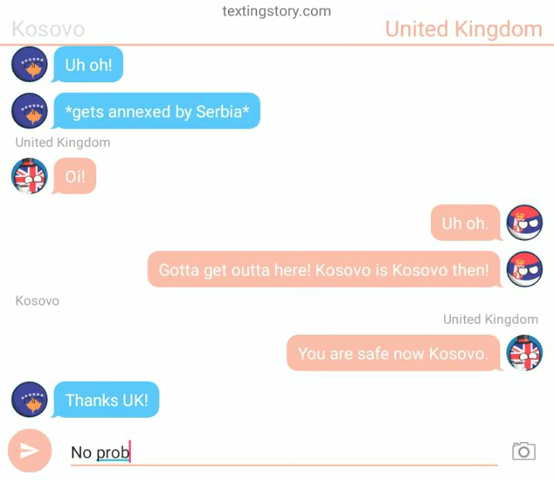 textingstory.com
Kosovo
United Kingdom
Uh oh!
*gets annexed by Serbia*
United Kingdom
Oi!
Uh oh.
Gotta get outta here! Kosovo is Kosovo then!
Kosovo
United Kingdom
You are safe now Kosovo.
Thanks UK!
No prob